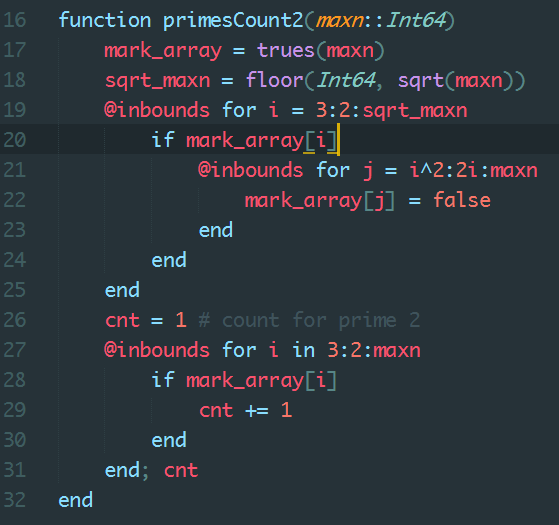 16 function primesCount2(maxn::Int64)
17     mark_array = trues(maxn)
18     sqrt_maxn = floor(Int64, sqrt(maxn))
19     @inbounds for i = 3:2:sqrt_maxn
20         if mark_array[i]
21             @inbounds for j = i^2:2i:maxn
22                 mark_array[j] = false
23             end
24         end
25     end
26     cnt = 1 # count for prime 2
27     @inbounds for i in 3:2:maxn
28         if mark_array[i]
29             cnt += 1
30         end
31     end; cnt
32 end